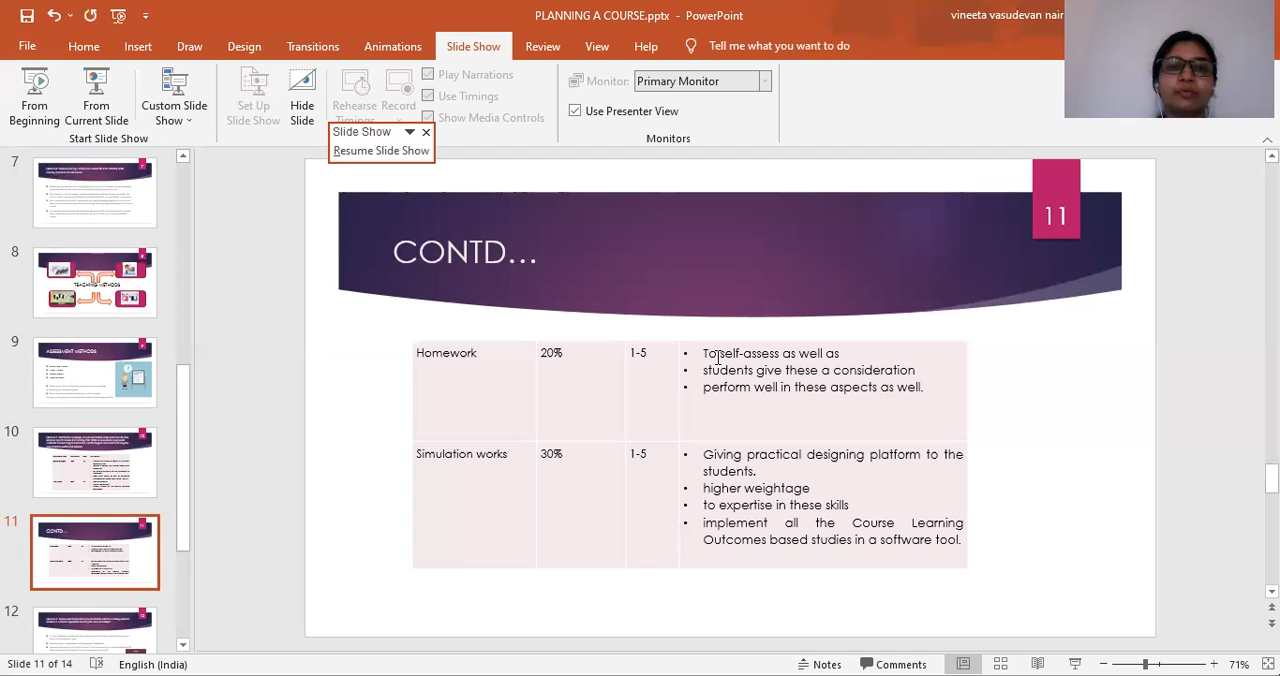 PLANNING A COURSE.pptx - PowerPoint
vineeta vasudevan nair
File Home Insert Draw Design Transitions Animations Slide Show Review View Help Tell me what you want to do
From Beginning
From Current Slide
Custom Slide Show
Set Up Slide Show
Hide Slide
Rehearse Timings
Record
Play Narrations
Use Timings
Show Media Controls
Monitor: Primary Monitor
Use Presenter View
Start Slide Show
Monitors
Slide Show
Resume Slide Show
7
8
TEACHING METHODS
9
ASSESSMENT METHODS
10
11
CONTD...
12
11
CONTD...
Homework 20% 1-5
• To self-assess as well as
• students give these a consideration
• perform well in these aspects as well.
Simulation works 30% 1-5
• Giving practical designing platform to the
students.
• higher weightage
• to expertise in these skills
• implement all the Course Learning
Outcomes based studies in a software tool.
Slide 11 of 14 English (India) Notes Comments 71%